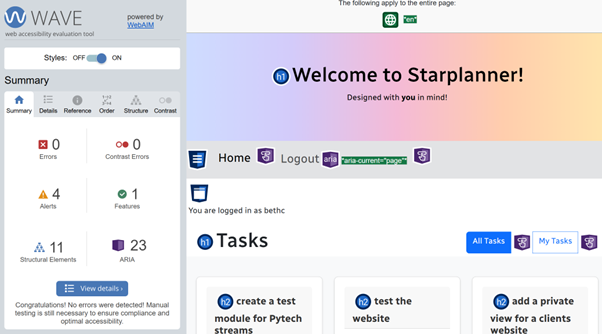 WAVE
powered by
WebAIM
web accessibility evaluation tool
Styles: OFF ON
Summary
Summary Details Reference Order Structure Contrast
0 0
Errors Contrast Errors
4 1
Alerts Features
11 23
Structural Elements ARIA
View details ›
Congratulations! No errors were detected! Manual
testing is still necessary to ensure compliance and
optimal accessibility.
The following apply to the entire page:
"en"
h1 Welcome to Starplanner!
Designed with you in mind!
Home Logout aria *"aria-current="page"*
You are logged in as bethc
h1 Tasks All Tasks My Tasks
h2 create a test
module for Pytech
streams
h2 test the
website
h2 add a private
view for a clients
website